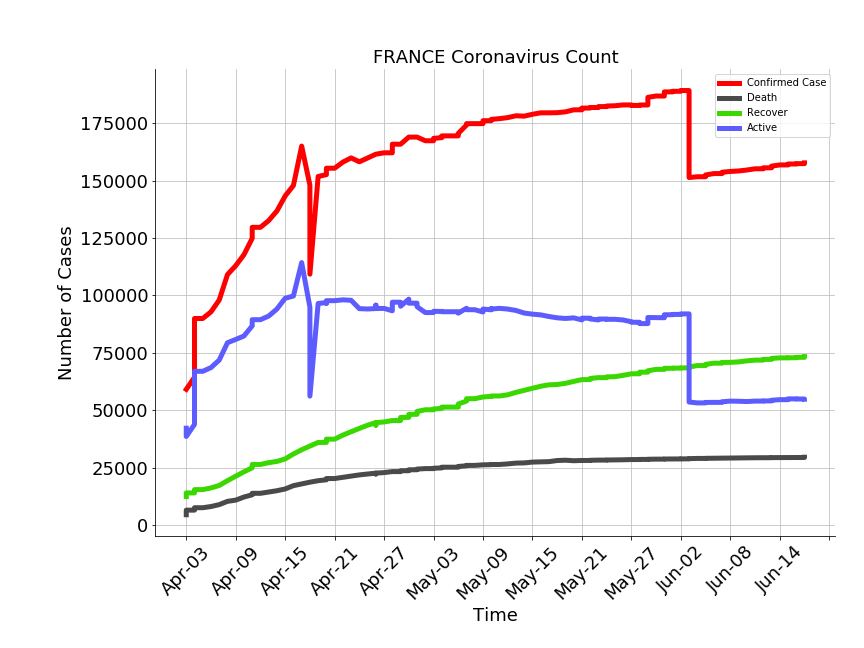 FRANCE Coronavirus Count
Confirmed Case
Death
Recover
Active
Number of Cases
175000
150000
125000
100000
75000
50000
25000
0
Apr-03
Apr-09
Apr-15
Apr-21
Apr-27
May-03
May-09
May-15
May-21
May-27
Jun-02
Jun-08
Jun-14
Time